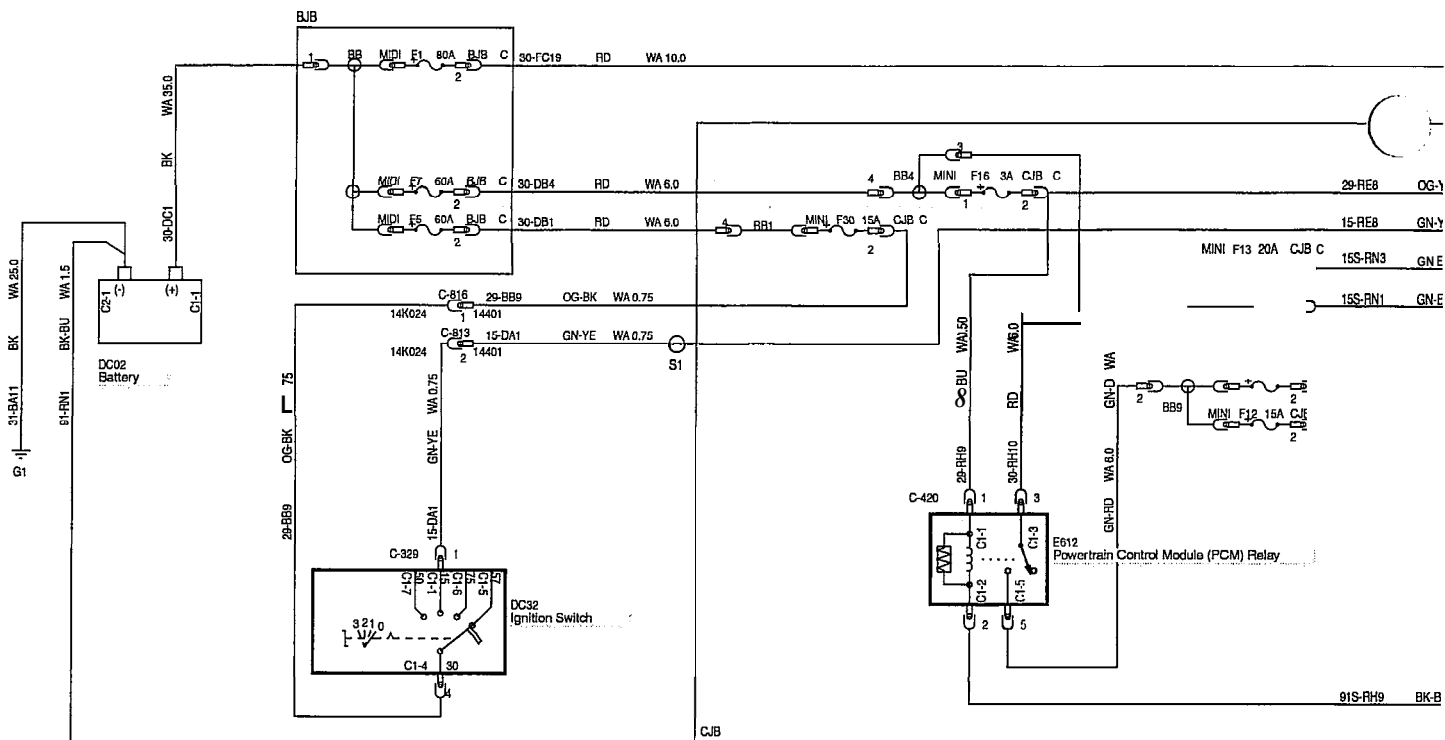 BJB
1 BB MIDI F1 80A BJB C 30-FC19 RD WA 10.0
2
MIDI F7 60A BJB C 30-DB4 RD WA 6.0
2
MIDI F5 60A BJB C 30-DB1 RD WA 6.0
2
3
4 BB4 MINI F16 3A CJB C
1 2
29-RE8 OG-Y
4 BB1 MINI F30 15A CJB C
2
15-RE8 GN-Y
MINI F13 20A CJB C
15S-RN3 GN
15S-RN1 GN-
WA 35.0
BK
30-DC1
WA 25.0
BK
31-BA11
WA 1.5
BK-BU
91-RN1
C2-1 (-) (+) C1-1
DC02
Battery
G1
C-816 29-BB9 OG-BK WA 0.75
14K024 1 14401
C-813 15-DA1 GN-YE WA 0.75
14K024 2 14401
S1
75
L
OG-BK
29-BB9
WA 0.75
GN-YE
15-DA1
WA0.50
BU
29-RH9
WA6.0
RD
30-RH10
WA
GN-D
WA 6.0
GN-RD
2 BB9 2
MINI F12 15A
2
C-420 1 3
C1-1 C1-3
C1-2 C1-5
E612
Powertrain Control Module (PCM) Relay
2 5
C-329 1
50 15 75 57
C1-7 C1-1 C1-6 C1-5
DC32
Ignition Switch
3 2 1 0
C1-4 30
4
91S-RH9 BK-B
CJB